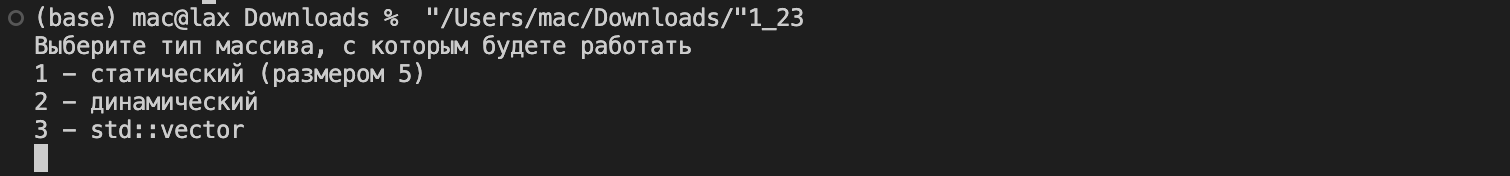 (base) mac@lax Downloads %  "/Users/mac/Downloads/"1_23
Выберите тип массива, с которым будете работать
1 - статический (размером 5)
2 - динамический
3 - std::vector